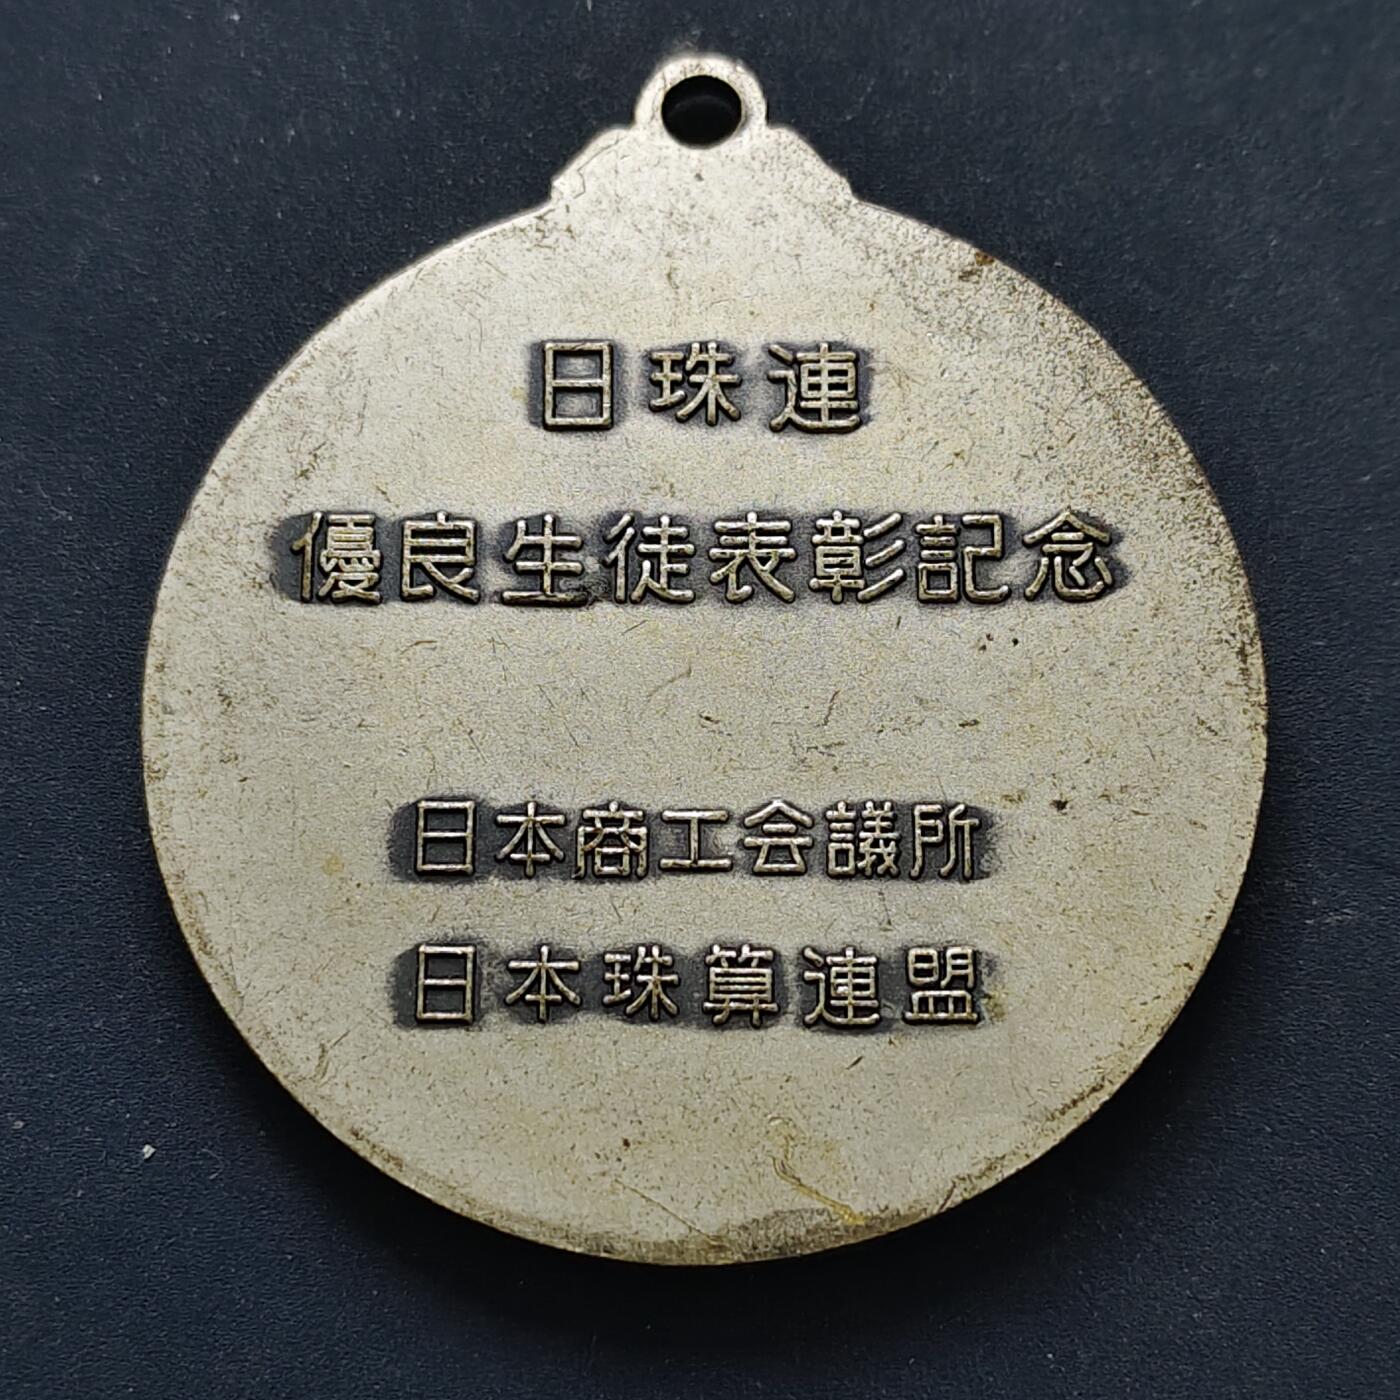 日珠連
優良生徒表彰記念
日本商工会議所
日本珠算連盟